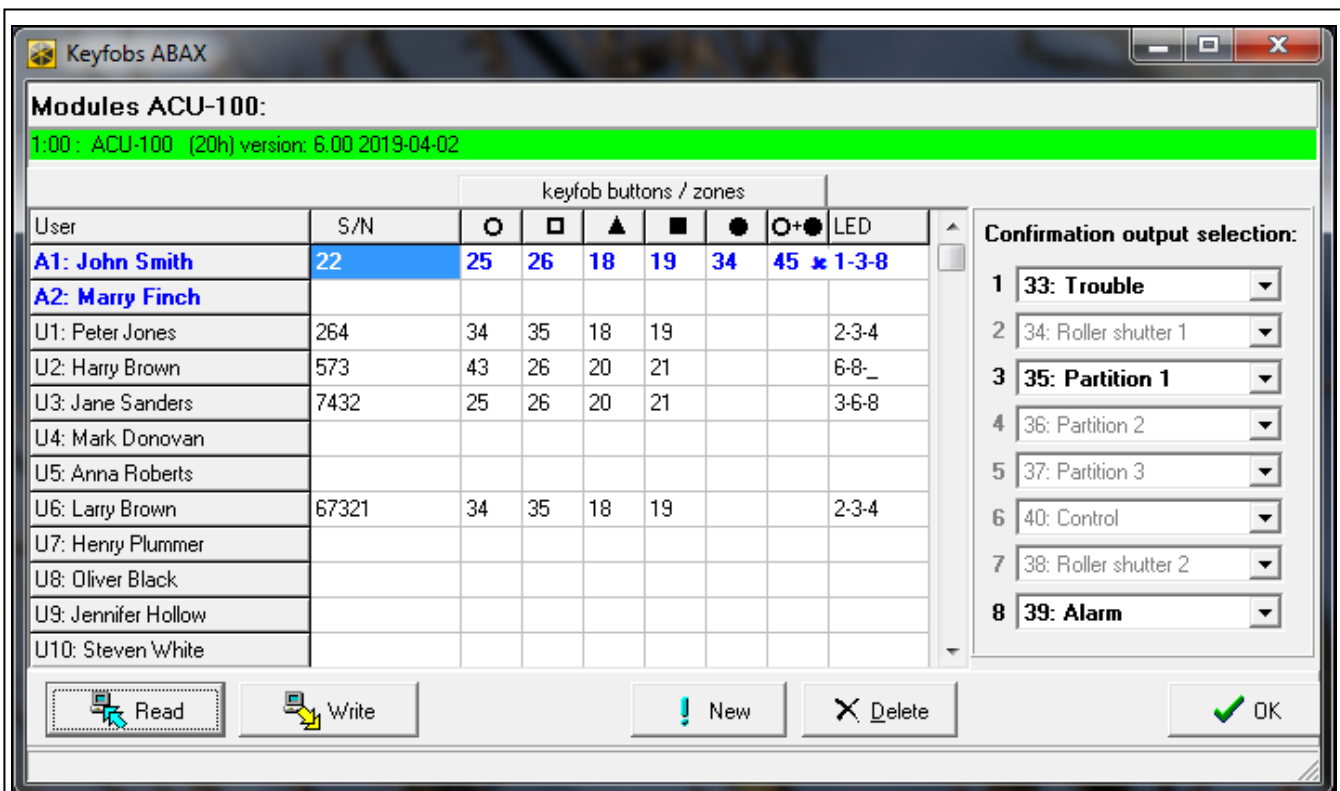 Keyfobs ABAX
Modules ACU-100:
1:00 : ACU-100 (20h) version: 6.00 2019-04-02
keyfob buttons / zones
User S/N O+● LED
A1: John Smith 22 25 26 18 19 34 45 × 1-3-8
A2: Marry Finch
U1: Peter Jones 264 34 35 18 19 2-3-4
U2: Harry Brown 573 43 26 20 21 6-8-_
U3: Jane Sanders 7432 25 26 20 21 3-6-8
U4: Mark Donovan
U5: Anna Roberts
U6: Larry Brown 67321 34 35 18 19 2-3-4
U7: Henry Plummer
U8: Oliver Black
U9: Jennifer Hollow
U10: Steven White
Confirmation output selection:
1 33: Trouble
2 34: Roller shutter 1
3 35: Partition 1
4 36: Partition 2
5 37: Partition 3
6 40: Control
7 38: Roller shutter 2
8 39: Alarm
Read Write New Delete OK